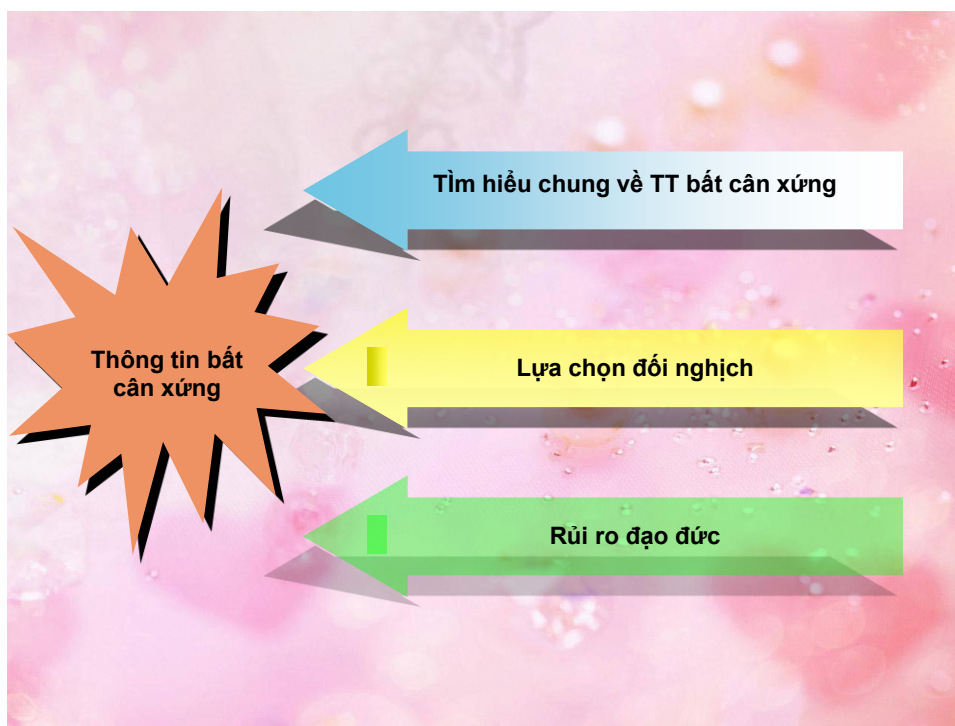 TÌm hiểu chung về TT bất cân xứng
Thông tin bất
cân xứng
Lựa chọn đối nghịch
Rủi ro đạo đức